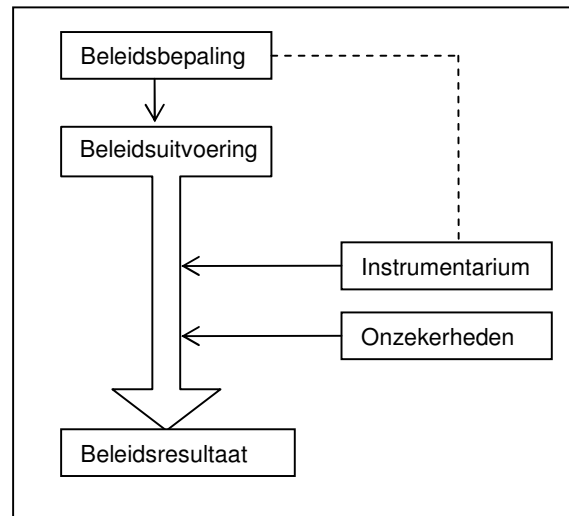 Beleidsbepaling
Beleidsuitvoering
Instrumentarium
Onzekerheden
Beleidsresultaat